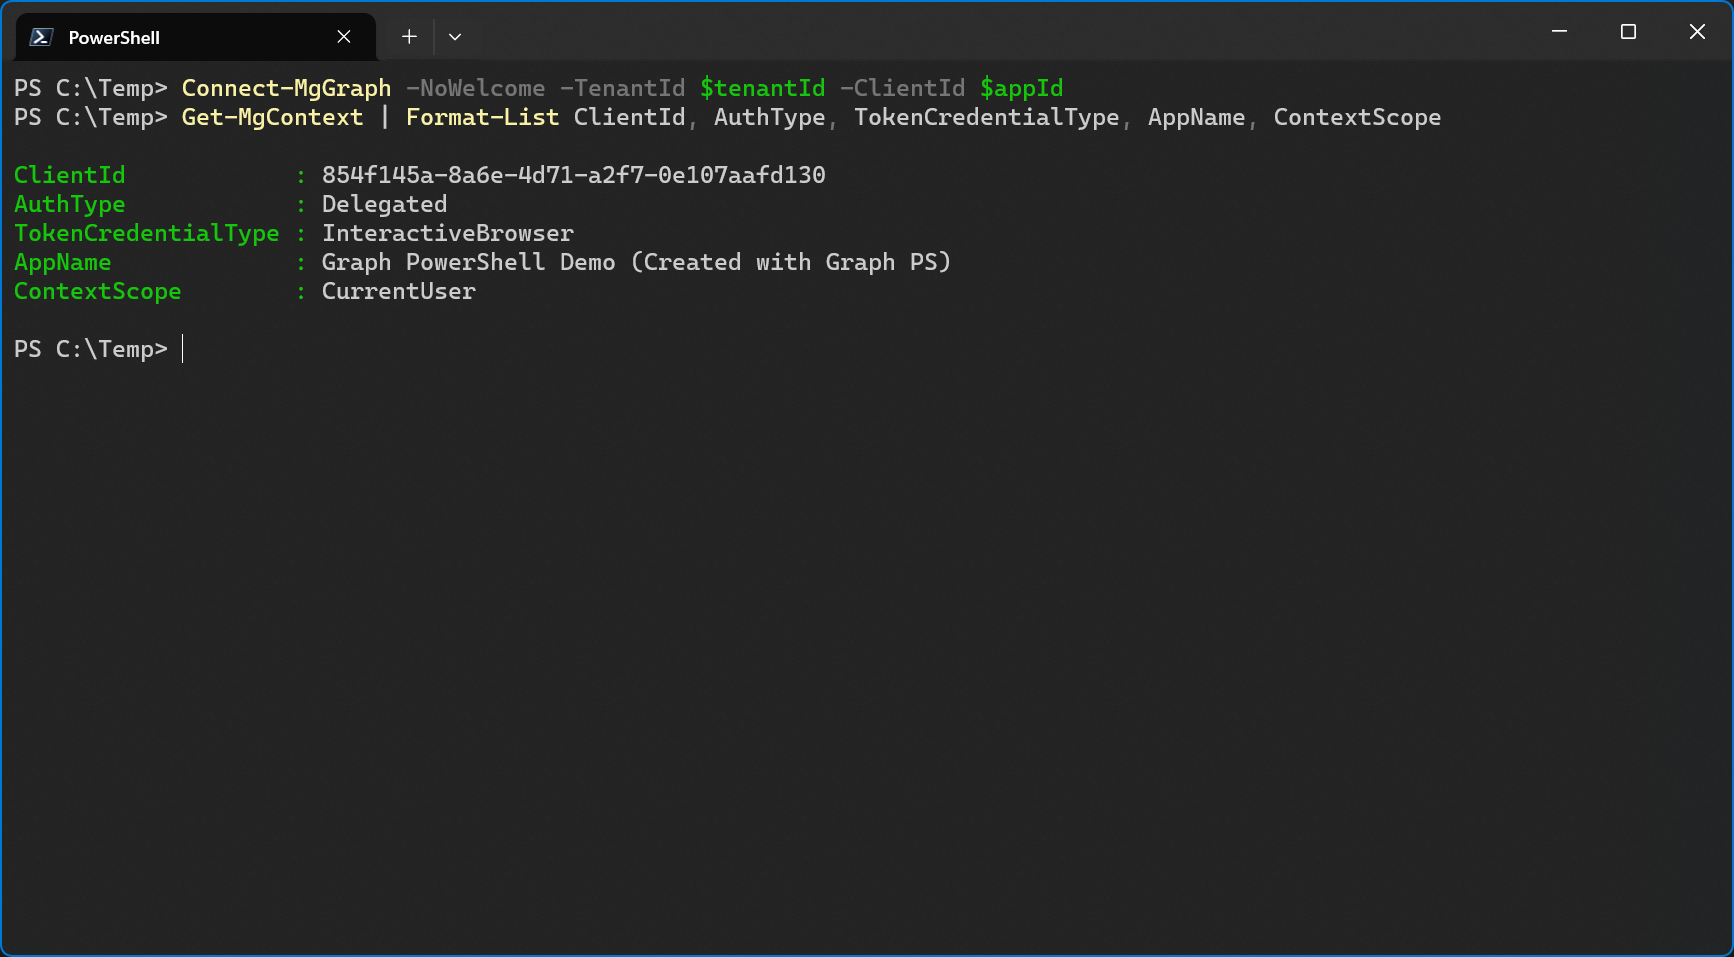 PowerShell
PS C:\Temp> Connect-MgGraph -NoWelcome -TenantId $tenantId -ClientId $appId
PS C:\Temp> Get-MgContext | Format-List ClientId, AuthType, TokenCredentialType, AppName, ContextScope
ClientId            : 854f145a-8a6e-4d71-a2f7-0e107aafd130
AuthType            : Delegated
TokenCredentialType : InteractiveBrowser
AppName             : Graph PowerShell Demo (Created with Graph PS)
ContextScope        : CurrentUser
PS C:\Temp>